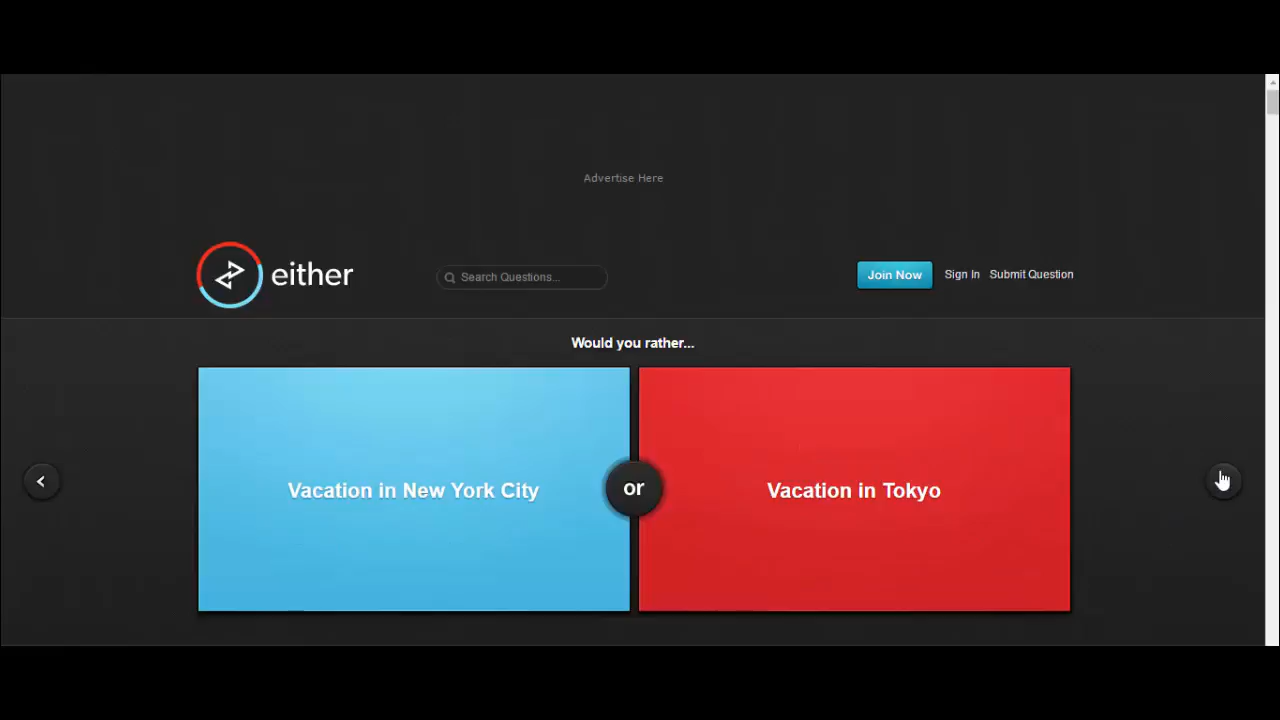 Advertise Here
either
Search Questions...
Join Now
Sign In
Submit Question
Would you rather...
Vacation in New York City
or
Vacation in Tokyo